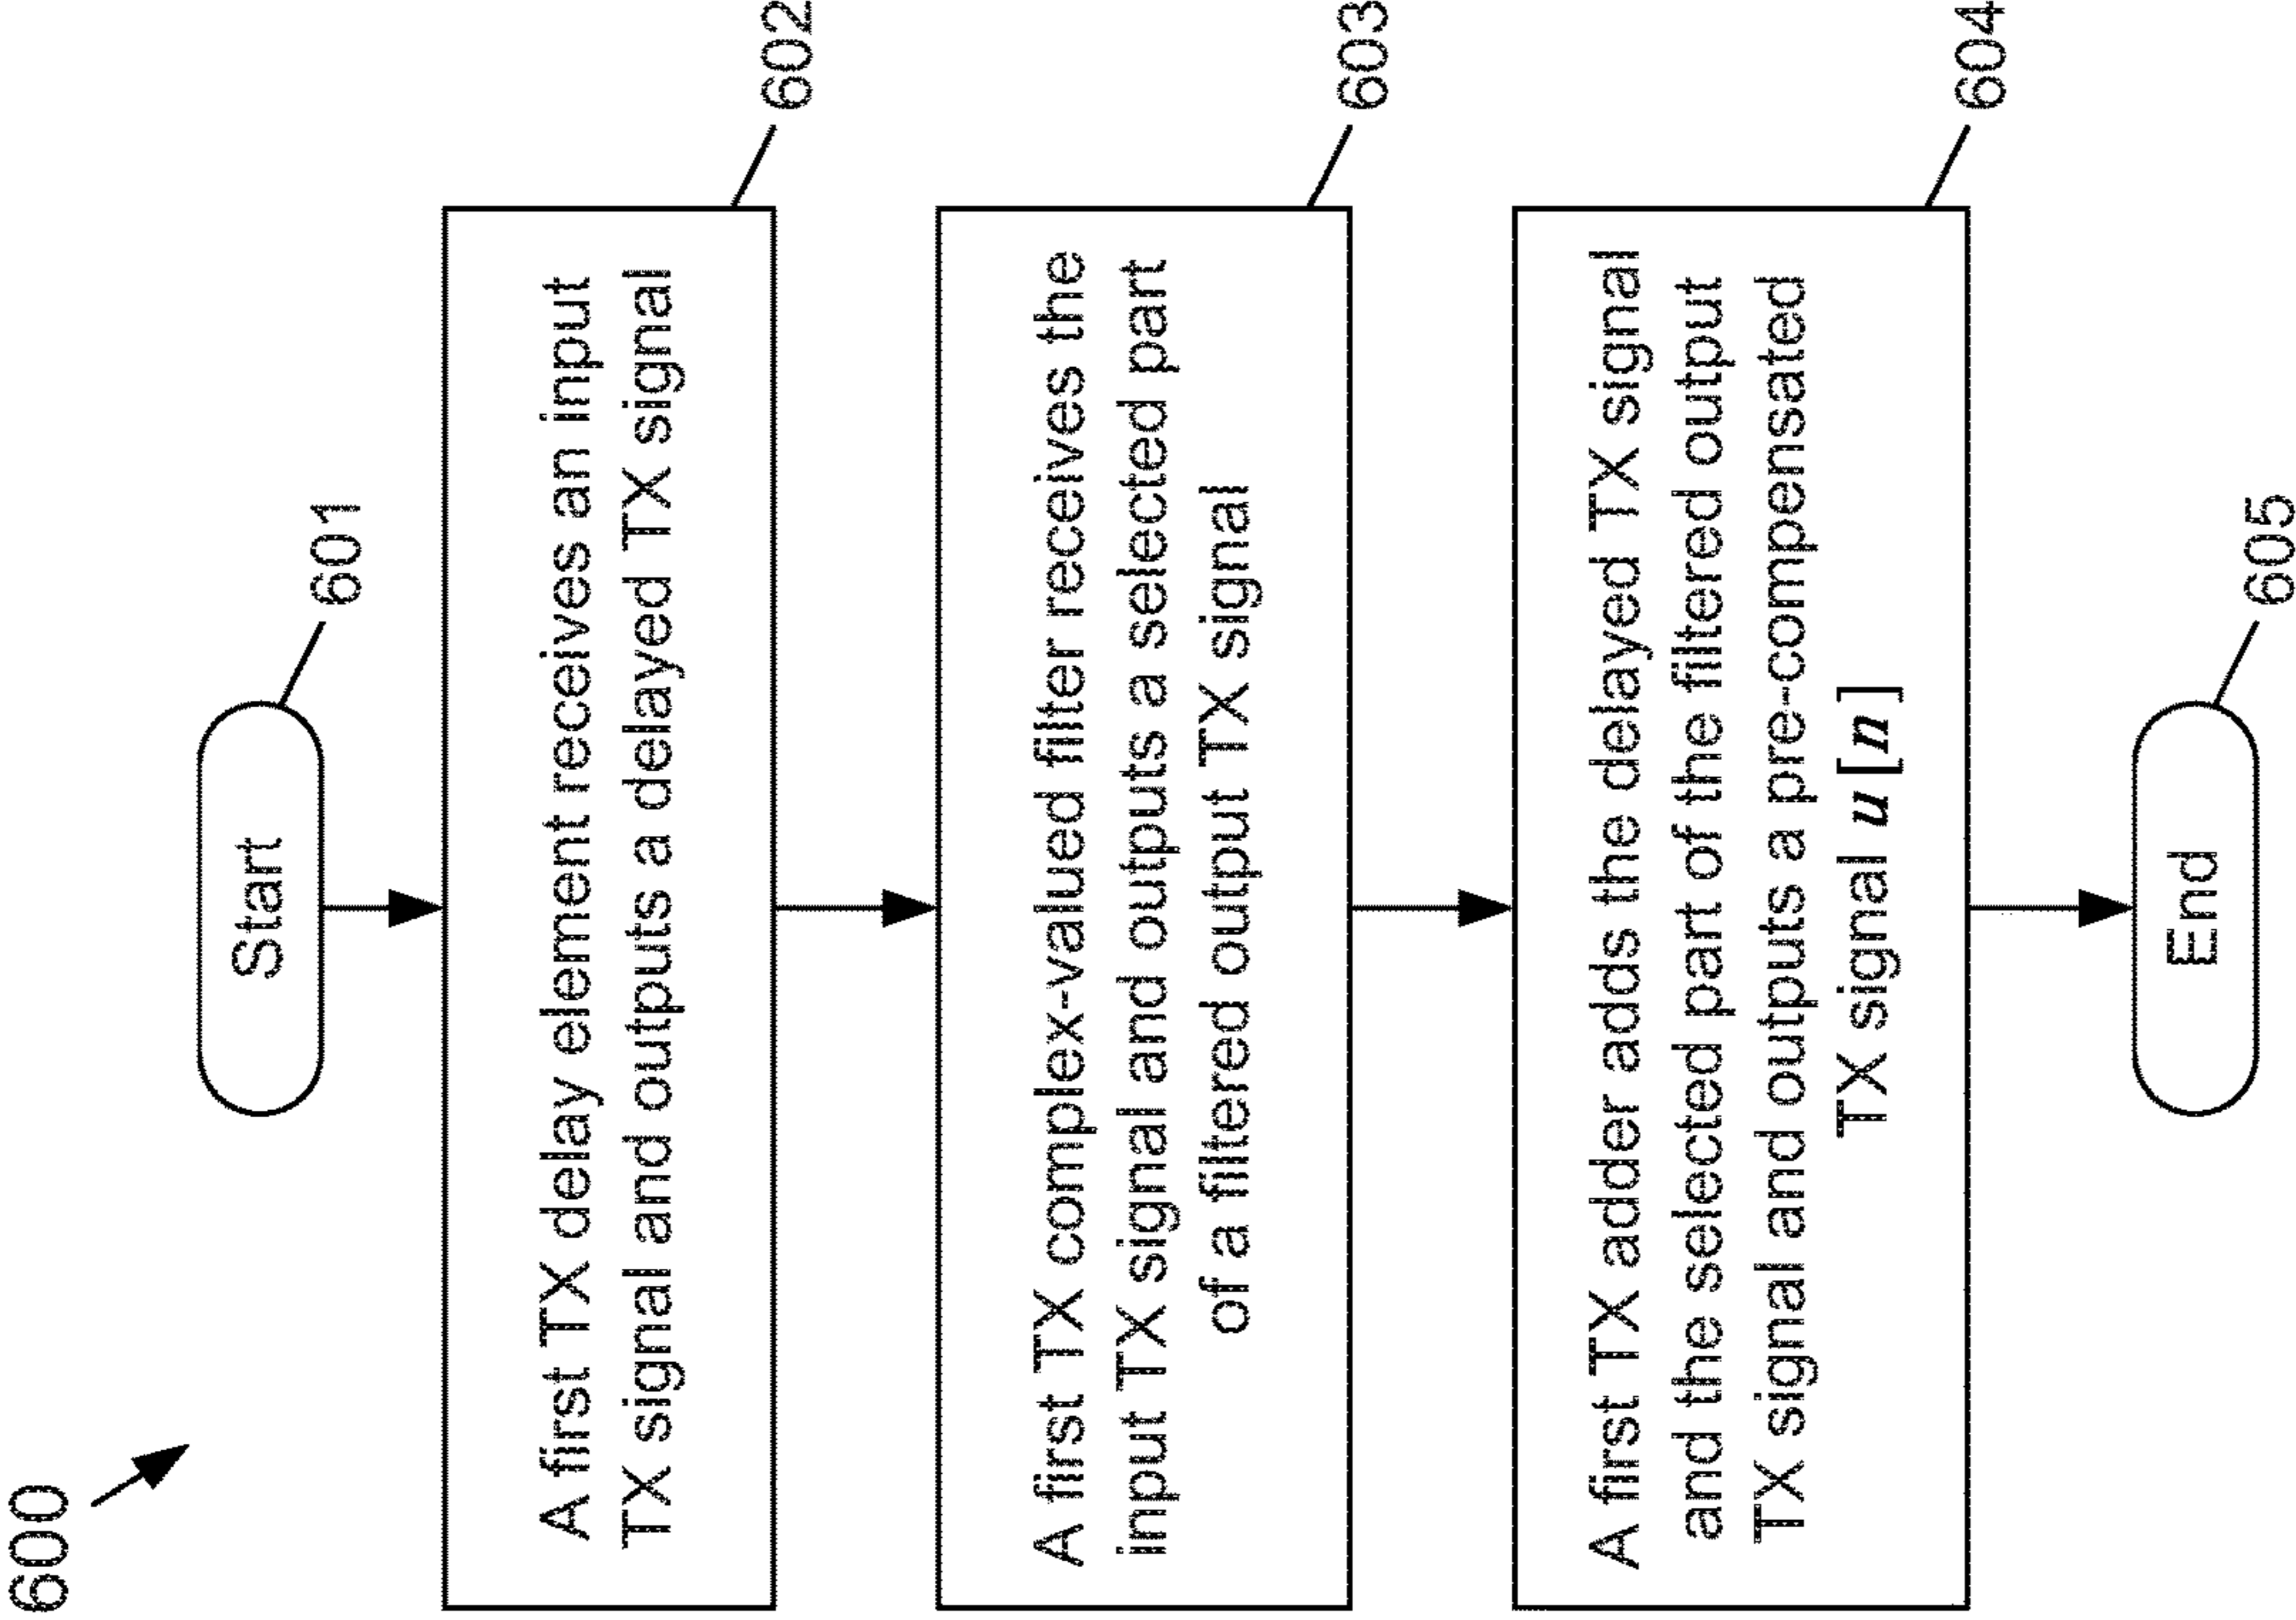 600
Start
601
A first TX delay element receives an input
TX signal and outputs a delayed TX signal
602
A first TX complex-valued filter receives the
input TX signal and outputs a selected part
of a filtered output TX signal
603
A first TX adder adds the delayed TX signal
and the selected part of the filtered output
TX signal and outputs a pre-compensated
TX signal u [n]
604
End
605